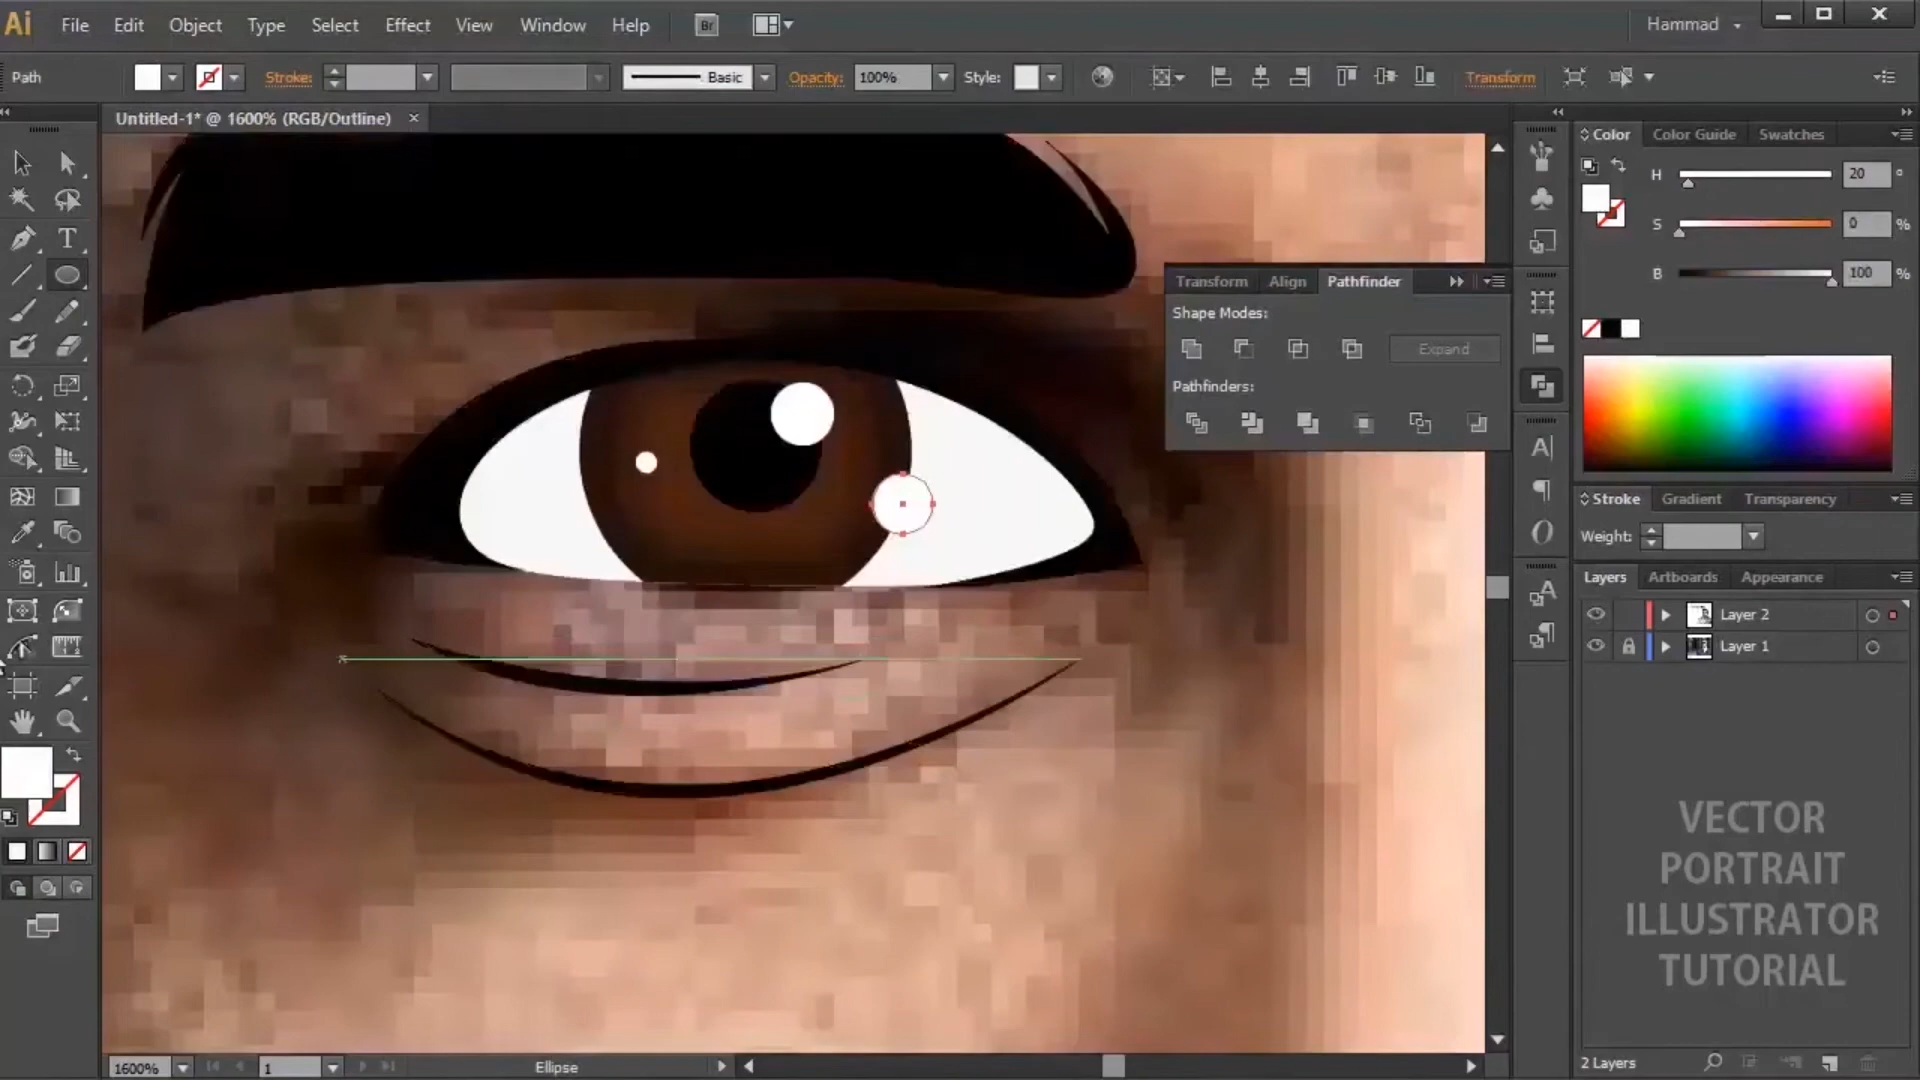 Ai File Edit Object Type Select Effect View Window Help Br Hammad
Path Stroke: Basic Opacity: 100% Style: Transform
Untitled-1* @ 1600% (RGB/Outline) ×
Color Color Guide Swatches
H 20 °
S 0 %
B 100 %
Transform Align Pathfinder
Shape Modes:
Expand
Pathfinders:
Stroke Gradient Transparency
Weight:
Layers Artboards Appearance
Layer 2
Layer 1
VECTOR
PORTRAIT
ILLUSTRATOR
TUTORIAL
1600% 1 Ellipse 2 Layers